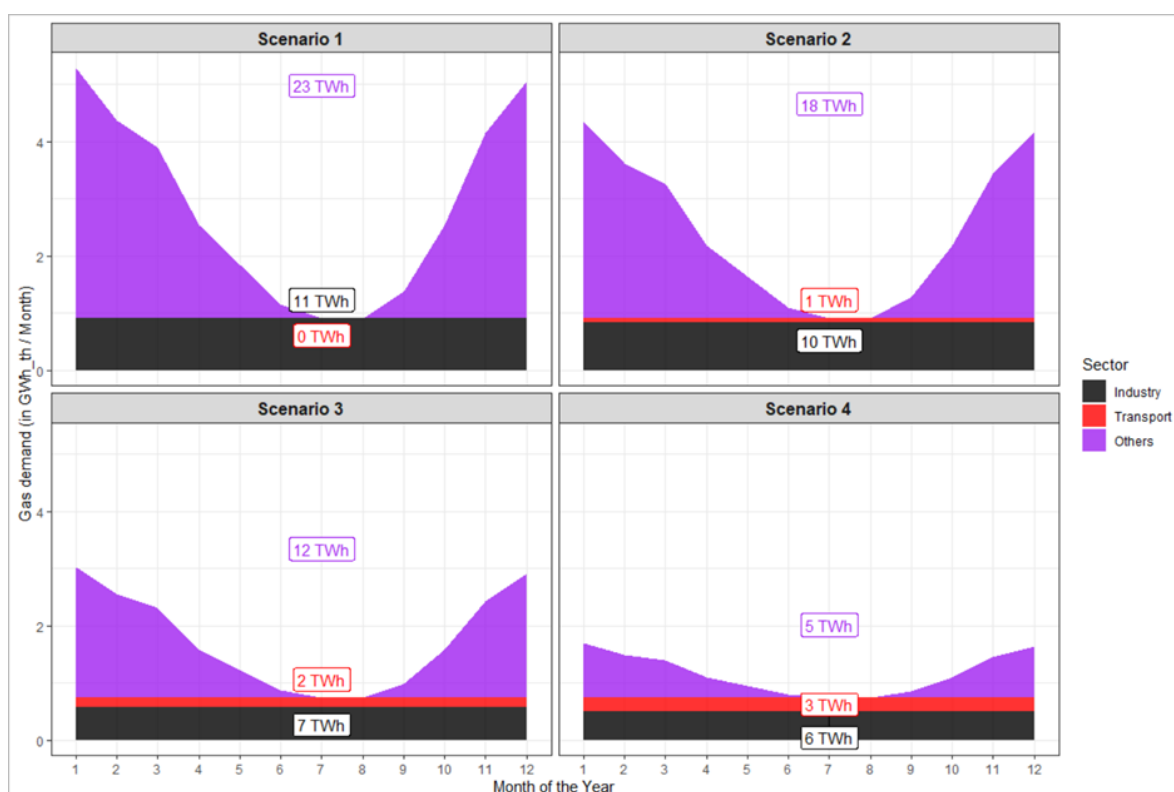 Scenario 1
Scenario 2
23 TWh
18 TWh
4
2
0
11 TWh
0 TWh
1 TWh
10 TWh
Scenario 3
Scenario 4
12 TWh
5 TWh
4
2
0
2 TWh
7 TWh
3 TWh
6 TWh
1 2 3 4 5 6 7 8 9 10 11 12
1 2 3 4 5 6 7 8 9 10 11 12
Month of the Year
Gas demand (in GWh_th / Month)
Sector
Industry
Transport
Others